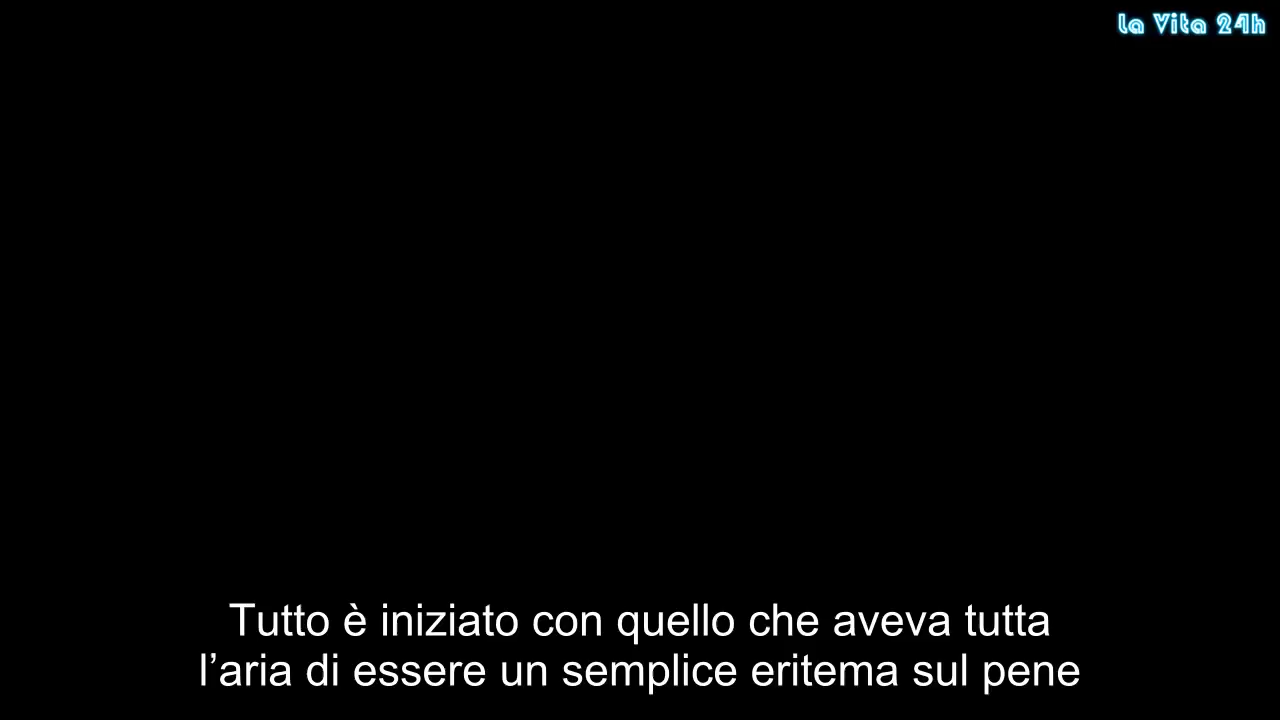 La Vita 24h
Tutto è iniziato con quello che aveva tutta
l’aria di essere un semplice eritema sul pene